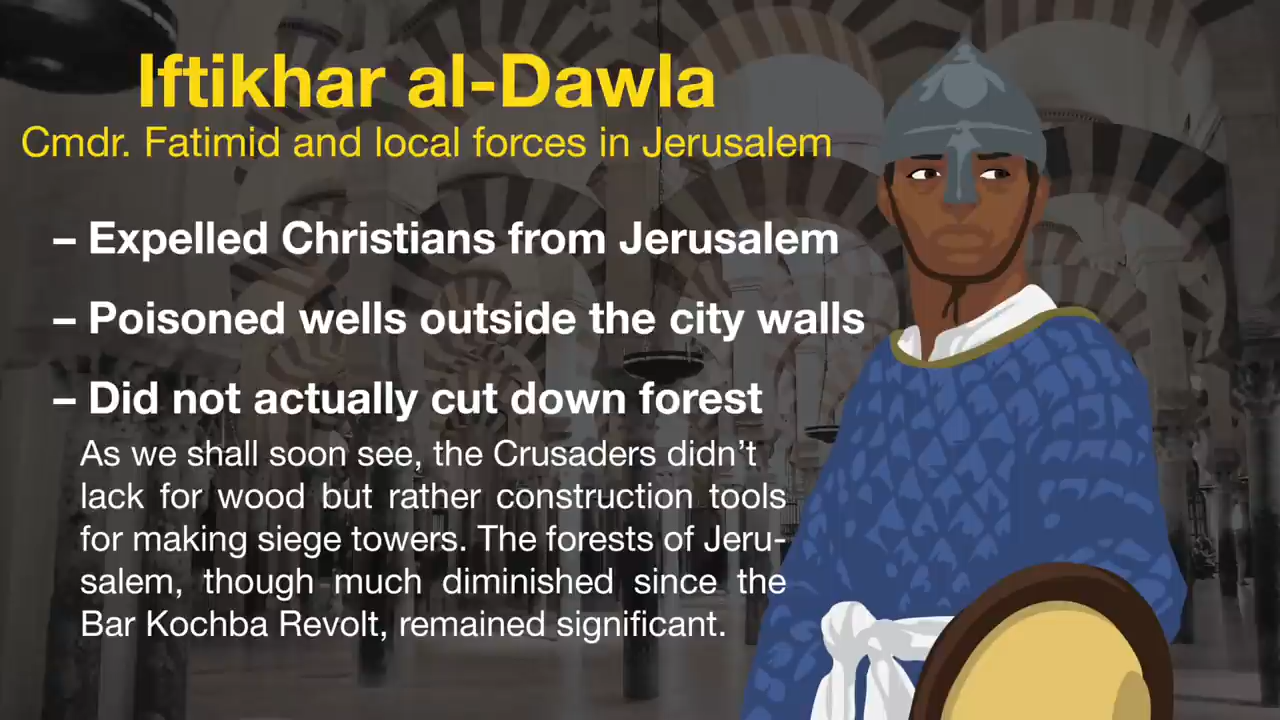 Iftikhar al-Dawla
Cmdr. Fatimid and local forces in Jerusalem
– Expelled Christians from Jerusalem
– Poisoned wells outside the city walls
– Did not actually cut down forest
As we shall soon see, the Crusaders didn’t
lack for wood but rather construction tools
for making siege towers. The forests of Jeru-
salem, though much diminished since the
Bar Kochba Revolt, remained significant.